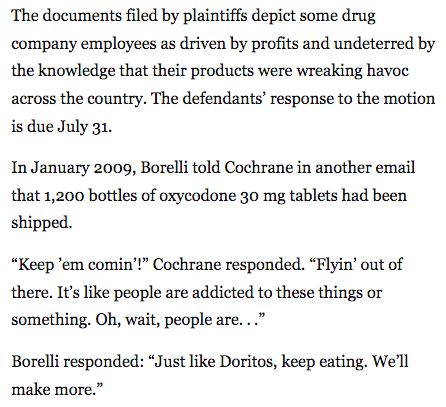 The documents filed by plaintiffs depict some drug
company employees as driven by profits and undeterred by
the knowledge that their products were wreaking havoc
across the country. The defendants’ response to the motion
is due July 31.
In January 2009, Borelli told Cochrane in another email
that 1,200 bottles of oxycodone 30 mg tablets had been
shipped.
“Keep ’em comin’!” Cochrane responded. “Flyin’ out of
there. It’s like people are addicted to these things or
something. Oh, wait, people are. . .”
Borelli responded: “Just like Doritos, keep eating. We’ll
make more.”